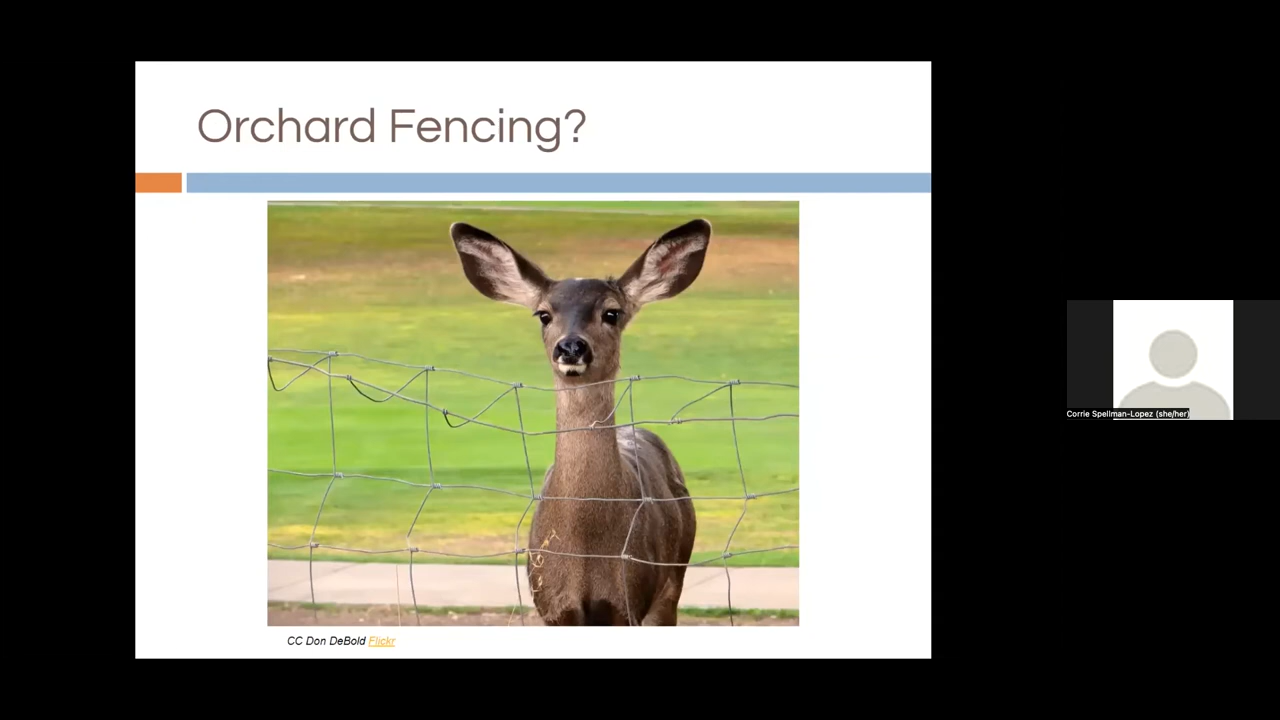 Orchard Fencing?
CC Don DeBold Flickr
Corrie Spellman-Lopez (she/her)